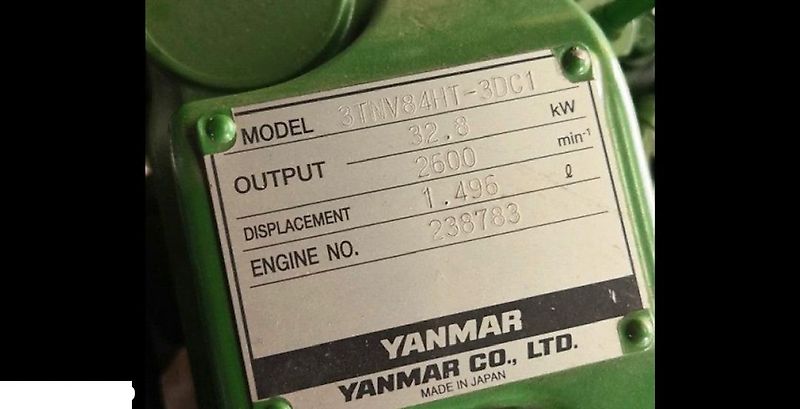 MODEL 3TNV84HT-3DC1
OUTPUT 32.8 kW
2600 min⁻¹
DISPLACEMENT 1.496 ℓ
ENGINE NO. 238783
YANMAR
YANMAR CO., LTD.
MADE IN JAPAN